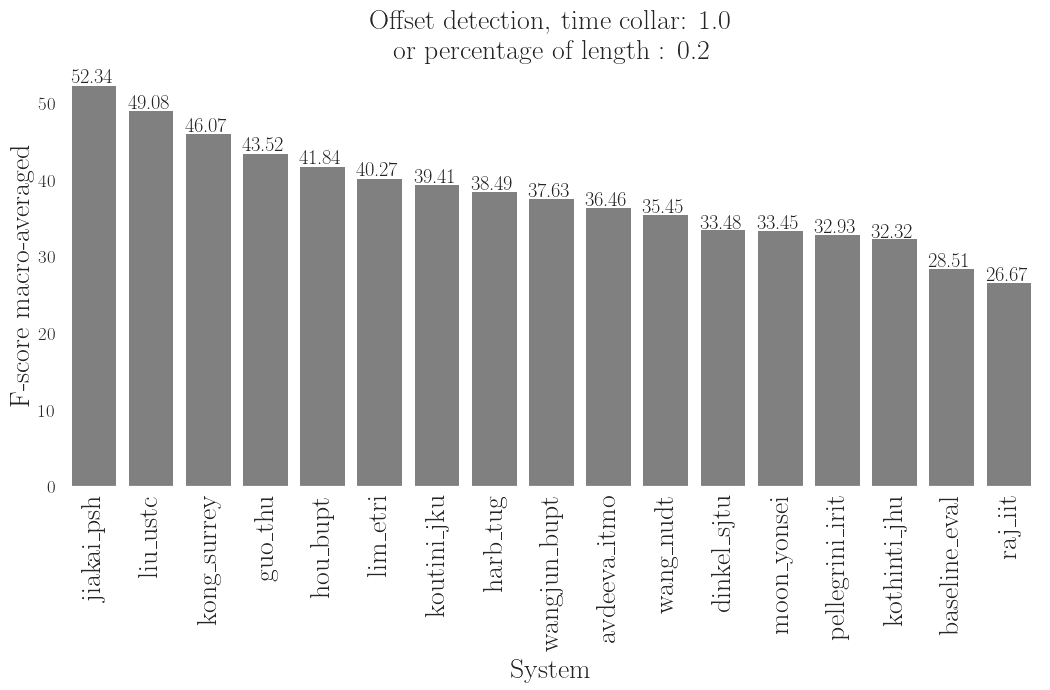 Offset detection, time collar: 1.0
or percentage of length : 0.2
F-score macro-averaged
50
40
30
20
10
0
52.34
49.08
46.07
43.52
41.84
40.27
39.41
38.49
37.63
36.46
35.45
33.48
33.45
32.93
32.32
28.51
26.67
jiakai_psh
liu_ustc
kong_surrey
guo_thu
hou_bupt
lim_etri
koutini_jku
harb_tug
wangjun_bupt
avdeeva_itmo
wang_nudt
dinkel_sjtu
moon_yonsei
pellegrini_irit
kothinti_jhu
baseline_eval
raj_iit
System